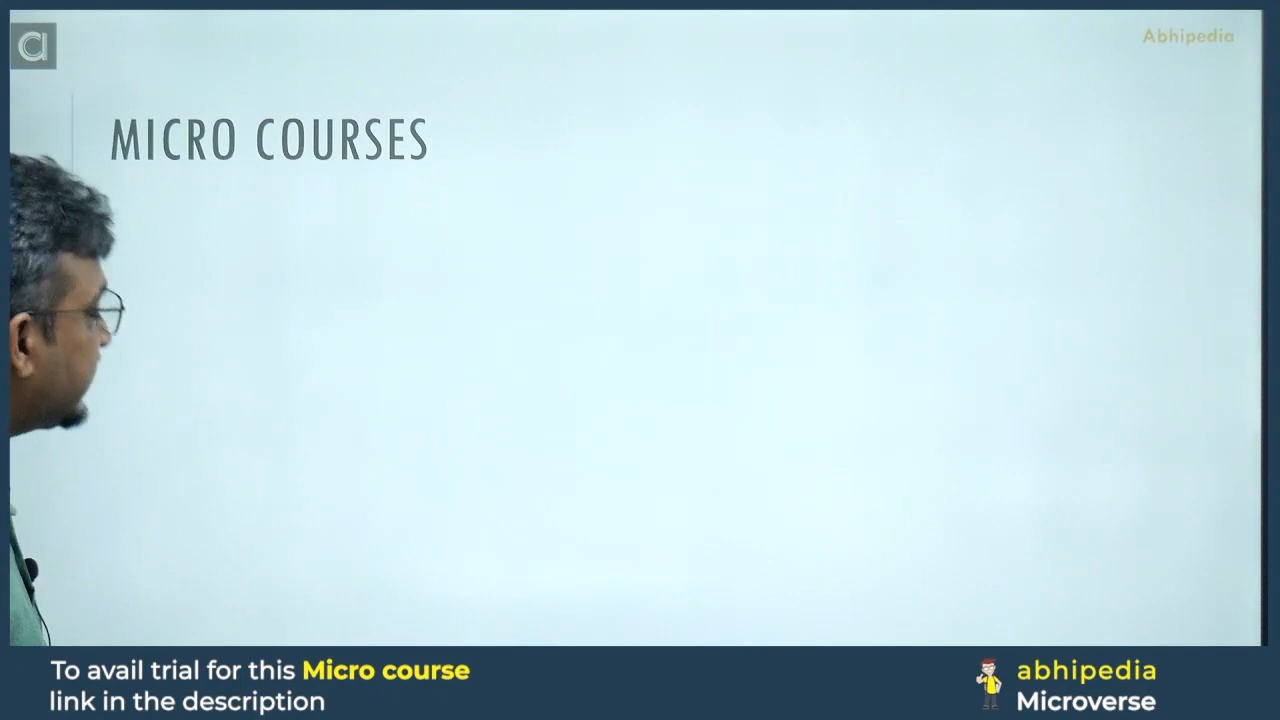 Abhipedia
MICRO COURSES
To avail trial for this Micro course
link in the description
abhipedia
Microverse